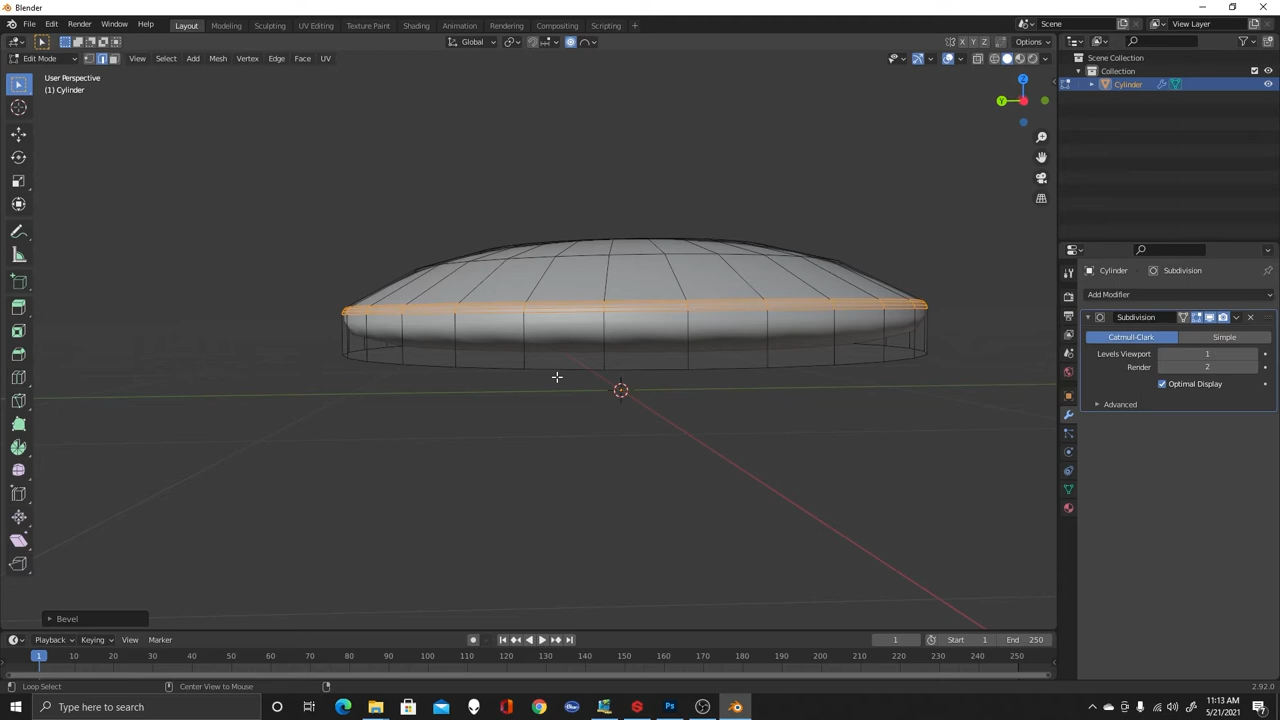 Blender
File Edit Render Window Help
Layout Modeling Sculpting UV Editing Texture Paint Shading Animation Rendering Compositing Scripting +
Scene View Layer
Global X Y Z Options
Edit Mode View Select Add Mesh Vertex Edge Face UV
User Perspective
(1) Cylinder
Z
Y
Scene Collection
Collection
Cylinder
Cylinder Subdivision
Add Modifier
Subdivision
Catmull-Clark Simple
Levels Viewport 1
Render 2
Optimal Display
Advanced
Bevel
Playback Keying View Marker 1 Start 1 End 250
1 10 20 30 40 50 60 70 80 90 100 110 120 130 140 150 160 170 180 190 200 210 220 230 240 250
Loop Select Center View to Mouse 2.92.0
Type here to search
11:13 AM
5/21/2021